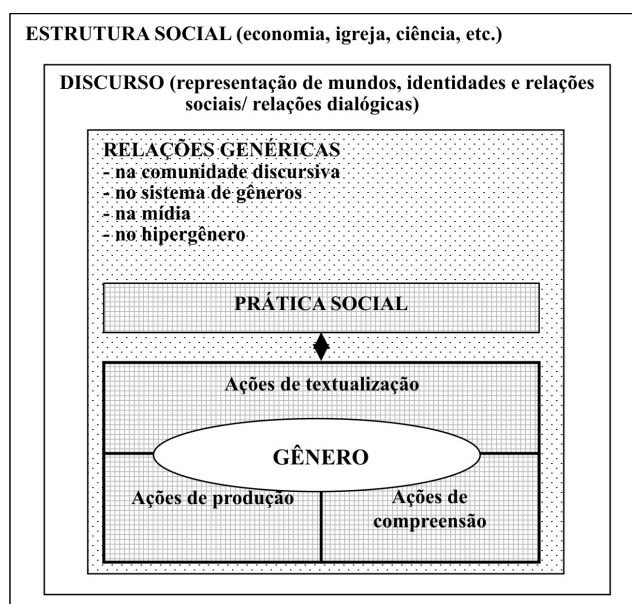 ESTRUTURA SOCIAL (economia, igreja, ciência, etc.)
DISCURSO (representação de mundos, identidades e relações
sociais/ relações dialógicas)
RELAÇÕES GENÉRICAS
- na comunidade discursiva
- no sistema de gêneros
- na mídia
- no hipergênero
PRÁTICA SOCIAL
Ações de textualização
GÊNERO
Ações de produção
Ações de
compreensão